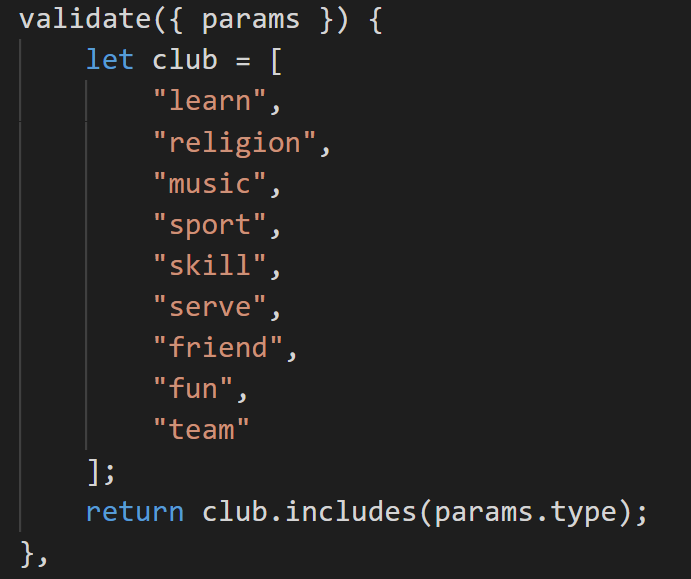 validate({ params }) {
let club = [
"learn",
"religion",
"music",
"sport",
"skill",
"serve",
"friend",
"fun",
"team"
];
return club.includes(params.type);
},